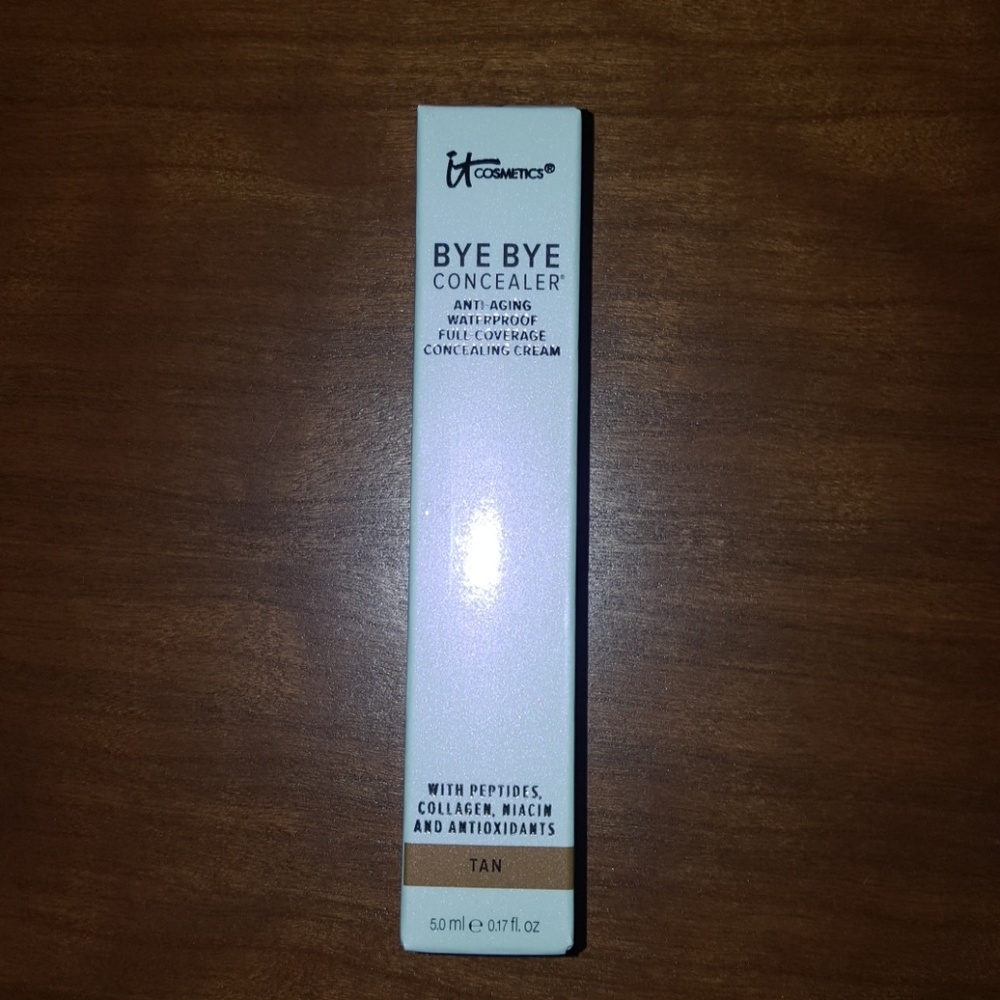 it COSMETICS®
BYE BYE
CONCEALER®
ANTI-AGING
WATERPROOF
FULL-COVERAGE
CONCEALING CREAM
WITH PEPTIDES,
COLLAGEN, NIACIN
AND ANTIOXIDANTS
TAN
5.0 ml ℮ 0.17 fl. oz